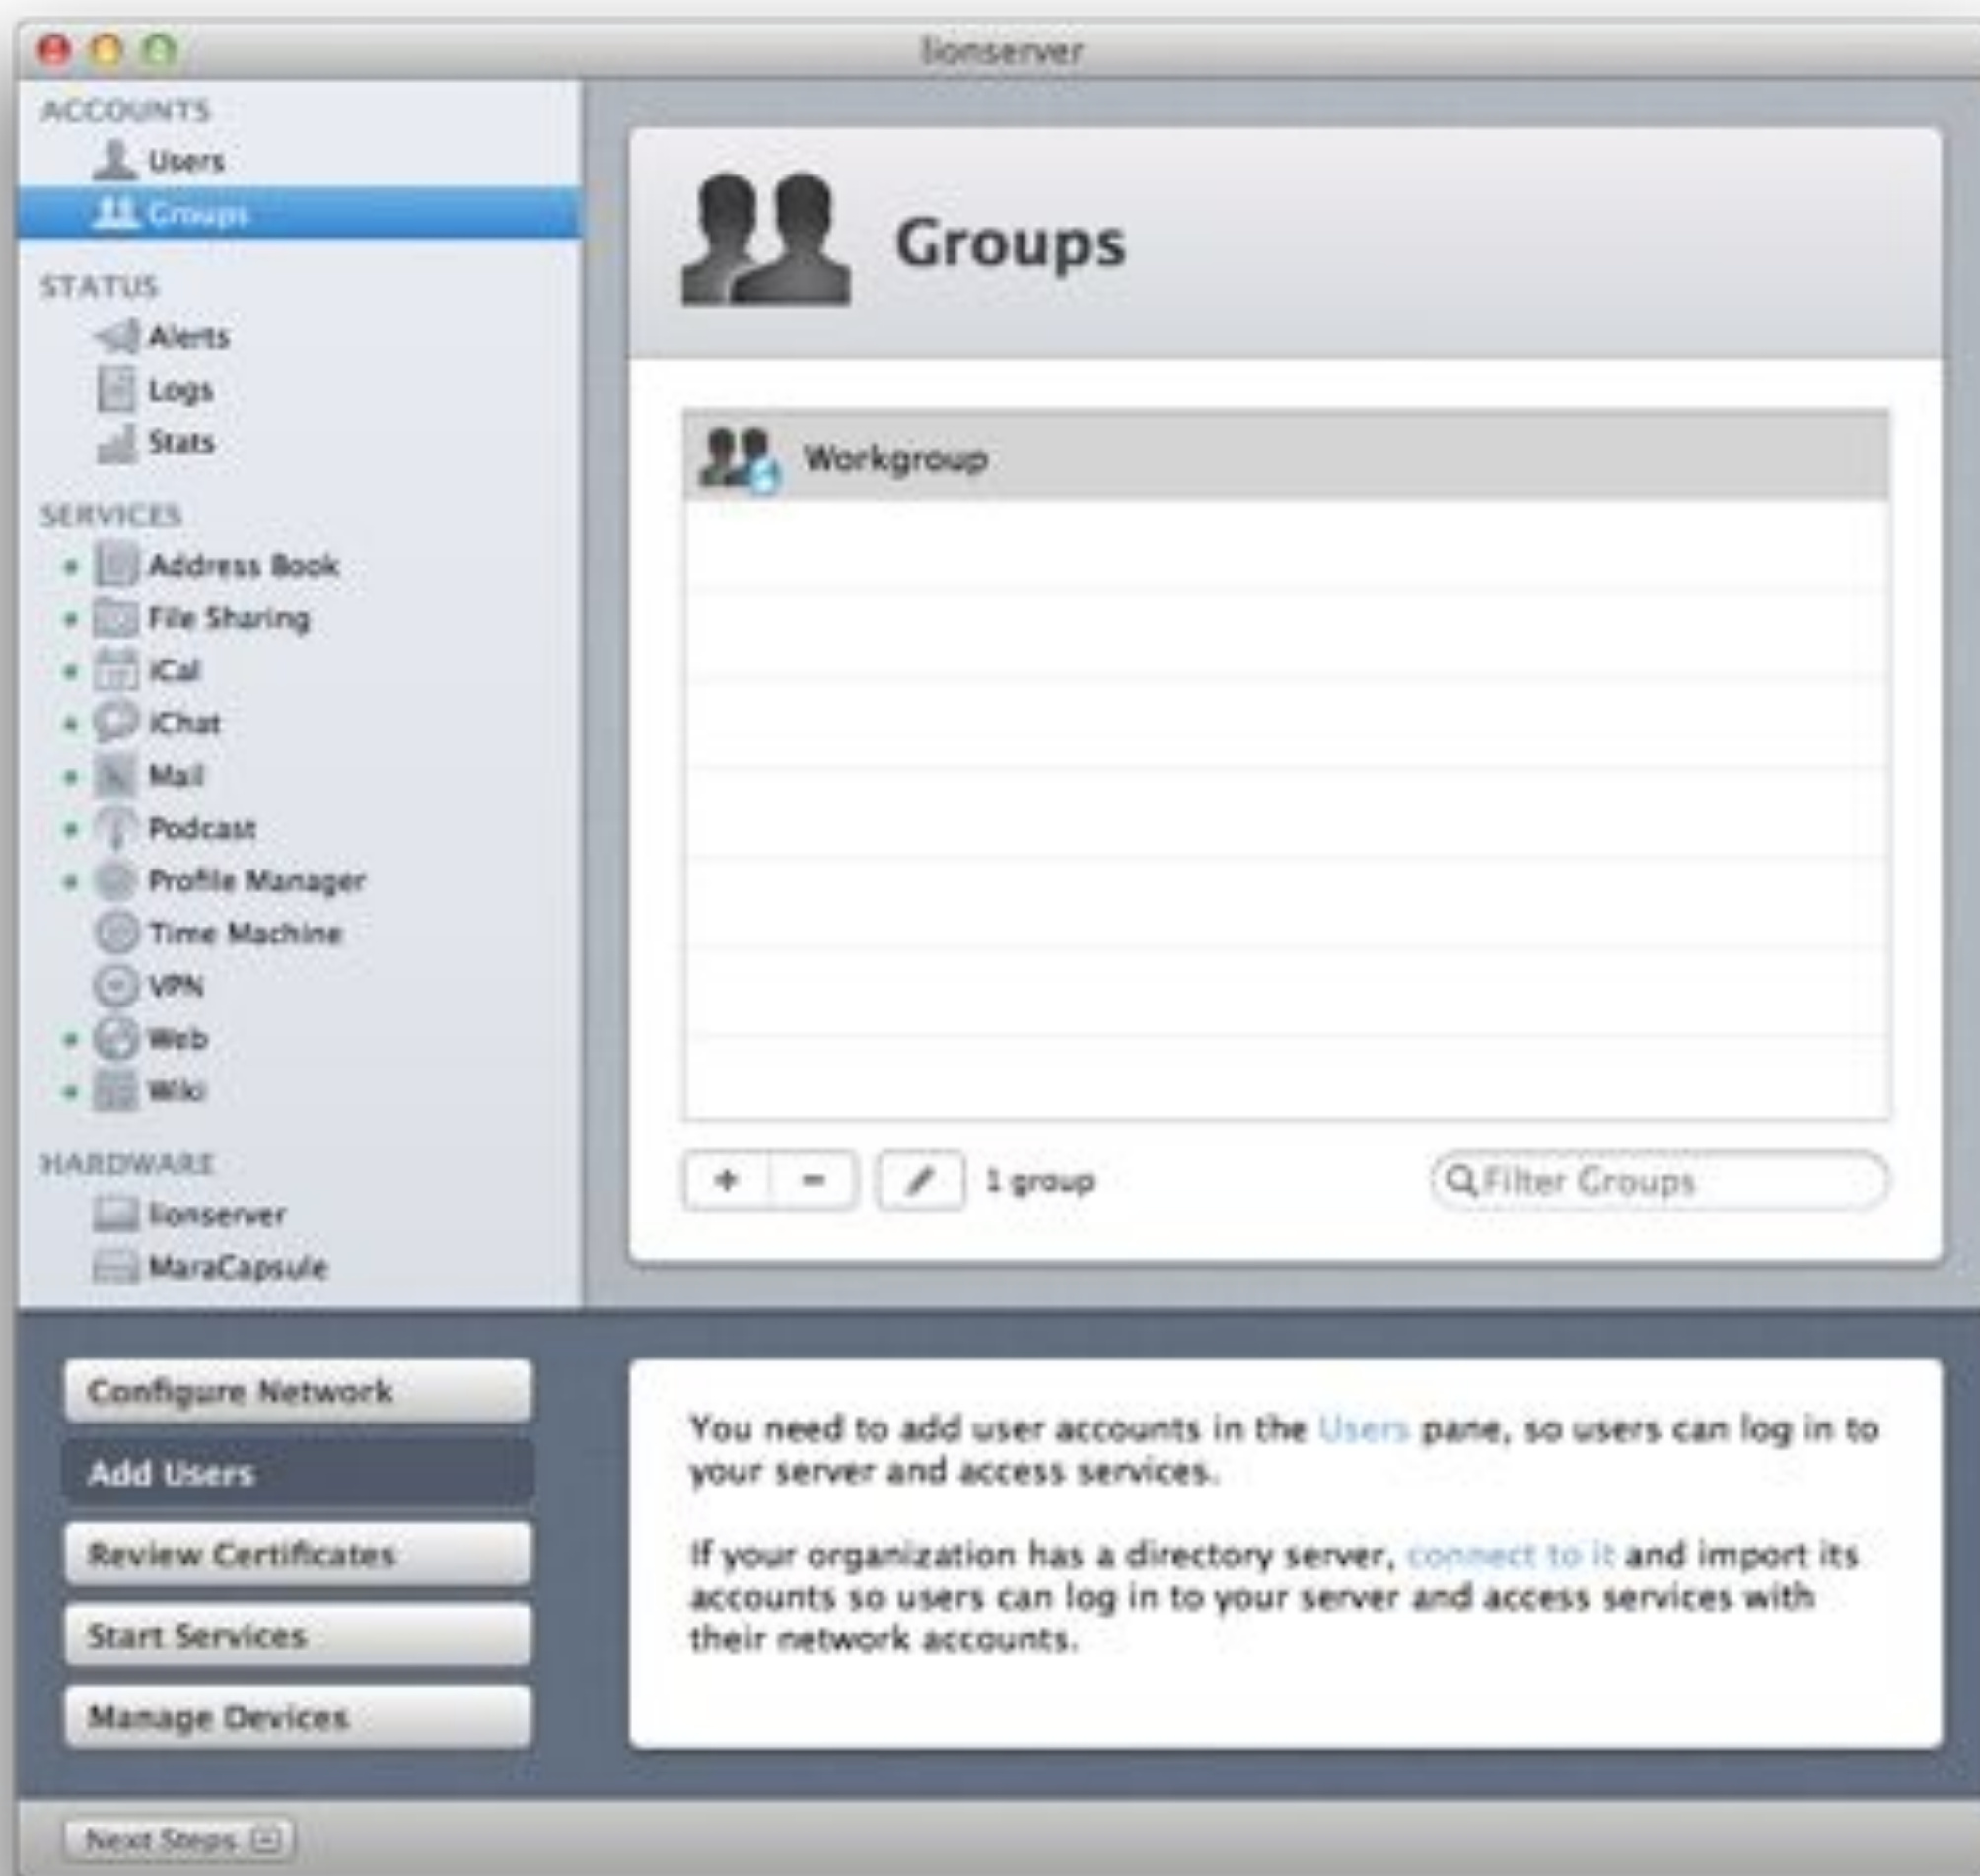 lionserver
ACCOUNTS
Users
Groups
STATUS
Alerts
Logs
Stats
SERVICES
Address Book
File Sharing
iCal
iChat
Mail
Podcast
Profile Manager
Time Machine
VPN
Web
Wiki
HARDWARE
lionserver
MaraCapsule
Groups
Workgroup
+ −
1 group
Filter Groups
Configure Network
Add Users
Review Certificates
Start Services
Manage Devices
You need to add user accounts in the Users pane, so users can log in to
your server and access services.
If your organization has a directory server, connect to it and import its
accounts so users can log in to your server and access services with
their network accounts.
Next Steps